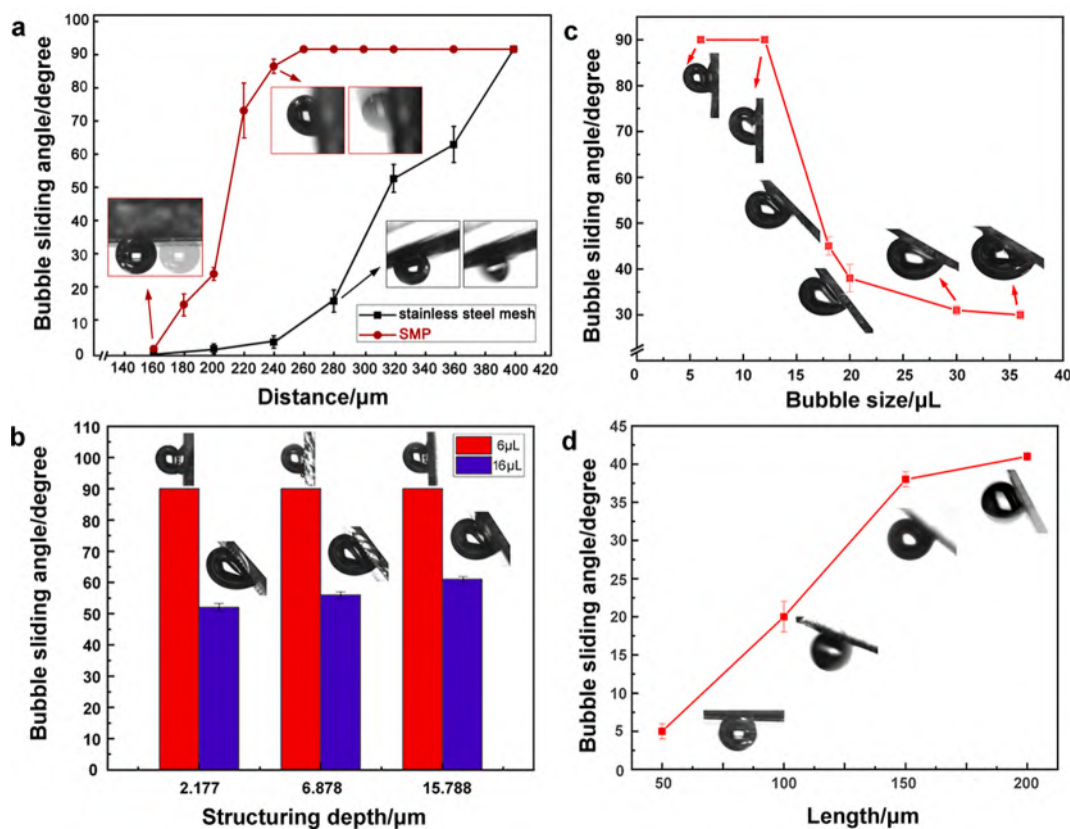 a
Bubble sliding angle/degree
100
90
80
70
60
50
40
30
20
10
0
140 160 180 200 220 240 260 280 300 320 340 360 380 400 420
Distance/μm
stainless steel mesh
SMP
c
Bubble sliding angle/degree
90
80
70
60
50
40
30
0 5 10 15 20 25 30 35 40
Bubble size/μL
b
Bubble sliding angle/degree
110
100
90
80
70
60
50
40
30
20
10
0
2.177 6.878 15.788
Structuring depth/μm
6μL
16μL
d
Bubble sliding angle/degree
45
40
35
30
25
20
15
10
5
0
50 100 150 200
Length/μm